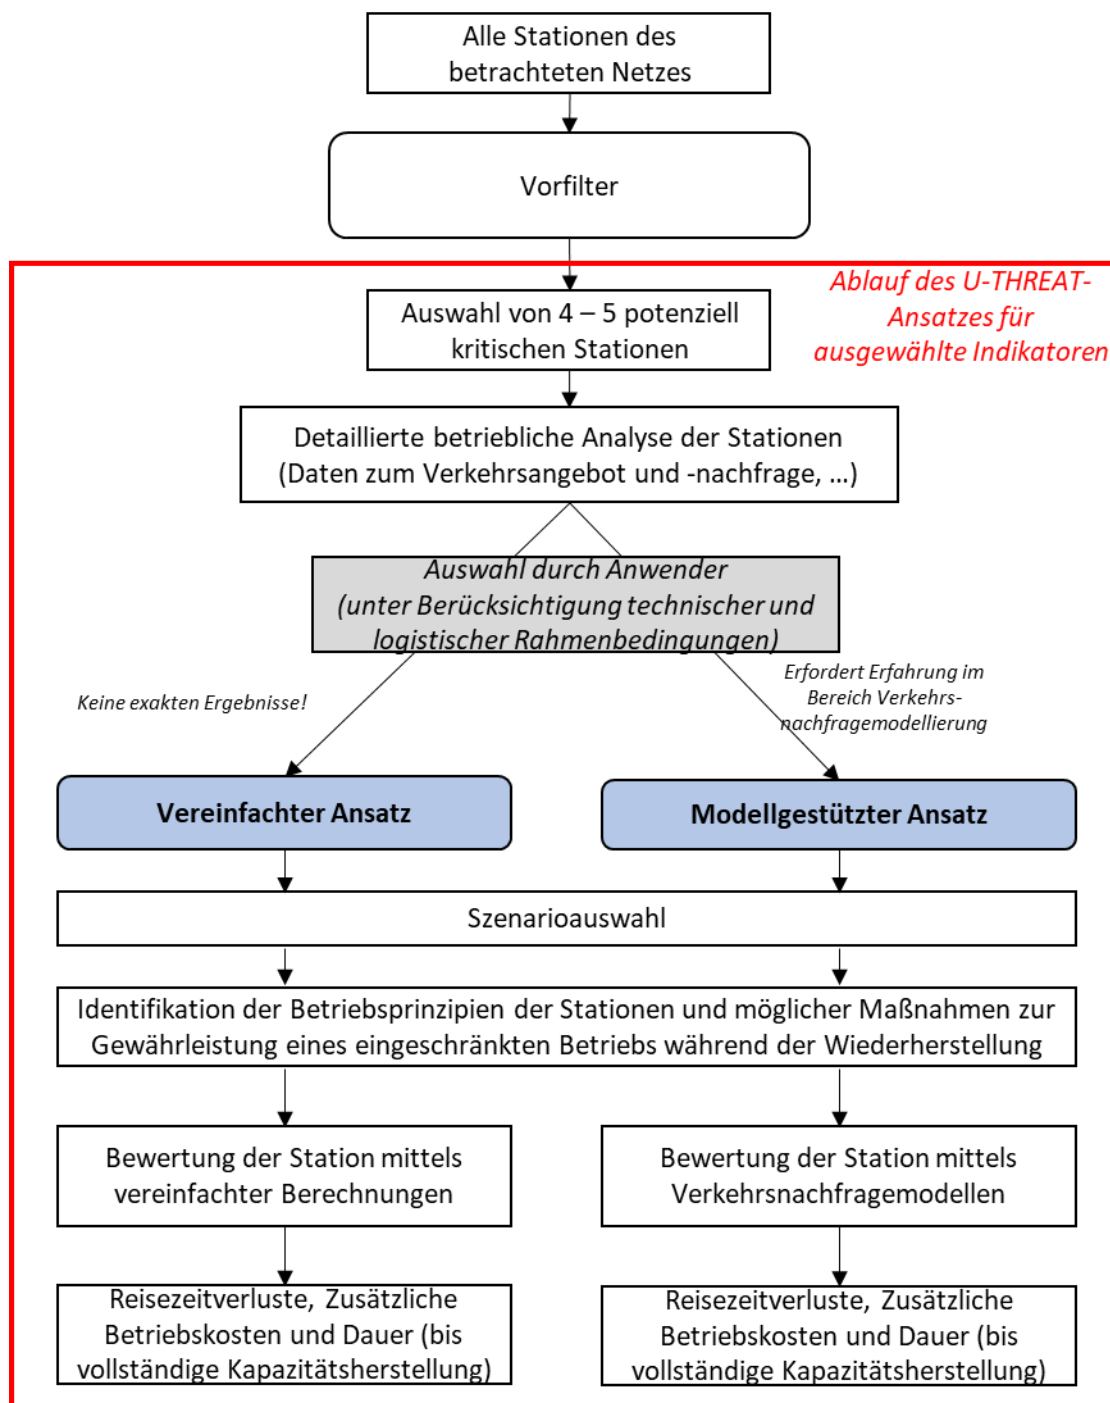 Alle Stationen des
betrachteten Netzes
Vorfilter
Ablauf des U-THREAT-
Ansatzes für
ausgewählte Indikatoren
Auswahl von 4 – 5 potenziell
kritischen Stationen
Detaillierte betriebliche Analyse der Stationen
(Daten zum Verkehrsangebot und -nachfrage, ...)
Auswahl durch Anwender
(unter Berücksichtigung technischer und
logistischer Rahmenbedingungen)
Keine exakten Ergebnisse!
Erfordert Erfahrung im
Bereich Verkehrs-
nachfragemodellierung
Vereinfachter Ansatz
Modellgestützter Ansatz
Szenarioauswahl
Identifikation der Betriebsprinzipien der Stationen und möglicher Maßnahmen zur
Gewährleistung eines eingeschränkten Betriebs während der Wiederherstellung
Bewertung der Station mittels
vereinfachter Berechnungen
Bewertung der Station mittels
Verkehrsnachfragemodellen
Reisezeitverluste, Zusätzliche
Betriebskosten und Dauer (bis
vollständige Kapazitätsherstellung)
Reisezeitverluste, Zusätzliche
Betriebskosten und Dauer (bis
vollständige Kapazitätsherstellung)